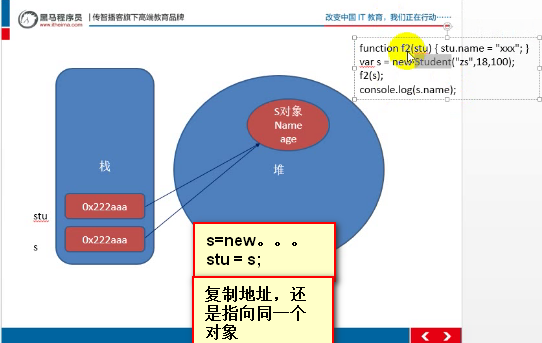 黑马程序员
www.itheima.com
传智播客旗下高端教育品牌
改变中国 IT 教育，我们正在行动……
function f2(stu) { stu.name = "xxx"; }
var s = new Student("zs",18,100);
f2(s);
console.log(s.name);
S对象
Name
age
栈
堆
0x222aaa
stu
0x222aaa
s
s=new。。。
stu = s;
复制地址，还
是指向同一个
对象